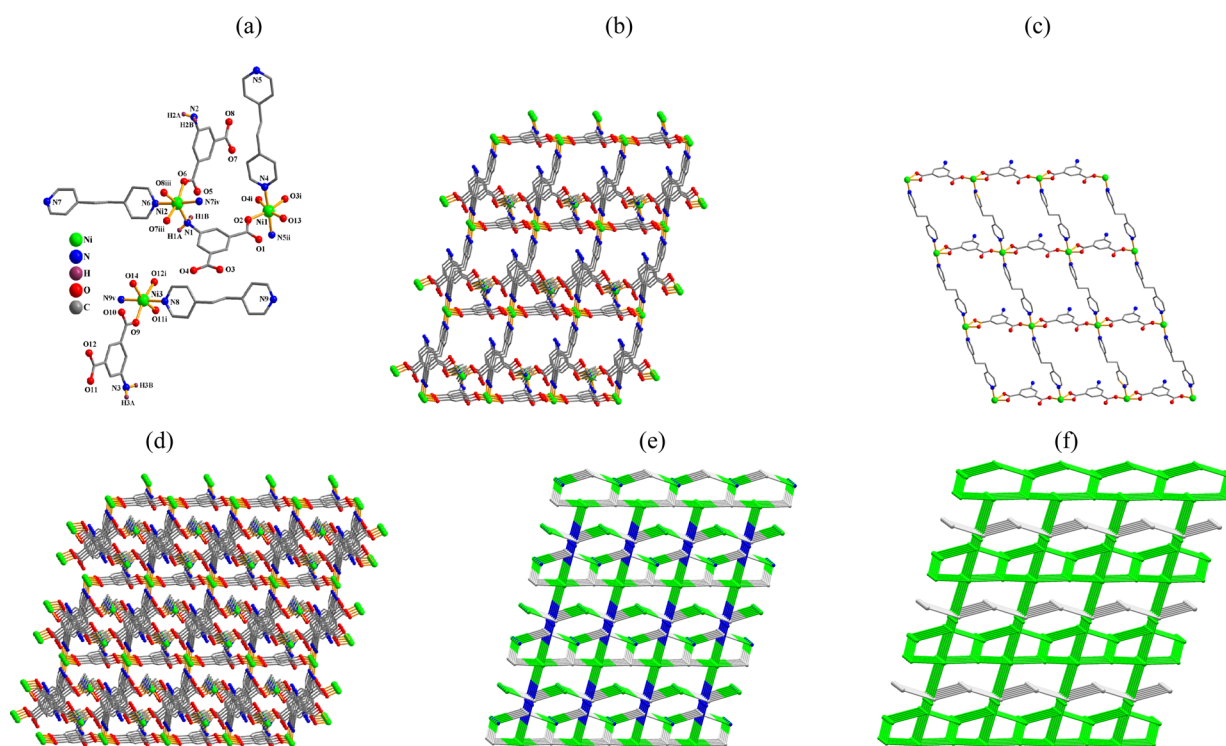 (a)
(b)
(c)
N5
N2
H2A
H2B
O8
O7
O6
O8iii
O5
N4
N7
N6
N7iv
O4i
O3i
Ni2
H1B
O2
Ni1
O13
O7iii
H1A
N1
O1
N5ii
Ni
N
H
O
C
O4
O3
O14
O12i
N9v
Ni3
N8
N9
O10
O11i
O9
O12
O11
N3
H3B
H3A
(d)
(e)
(f)